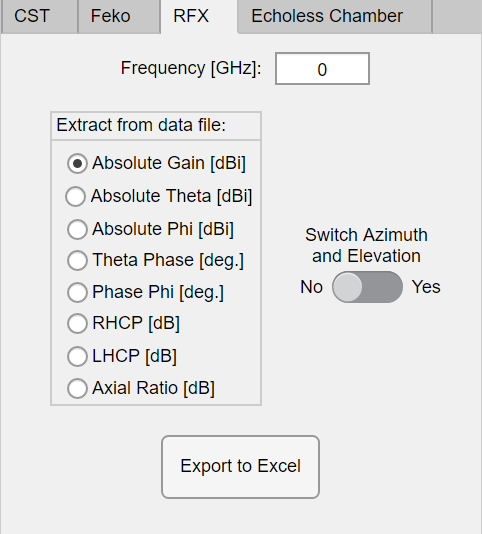 CST Feko RFX Echoless Chamber
Frequency [GHz]: 0
Extract from data file:
Absolute Gain [dBi]
Absolute Theta [dBi]
Absolute Phi [dBi]
Theta Phase [deg.]
Phase Phi [deg.]
RHCP [dB]
LHCP [dB]
Axial Ratio [dB]
Switch Azimuth
and Elevation
No Yes
Export to Excel